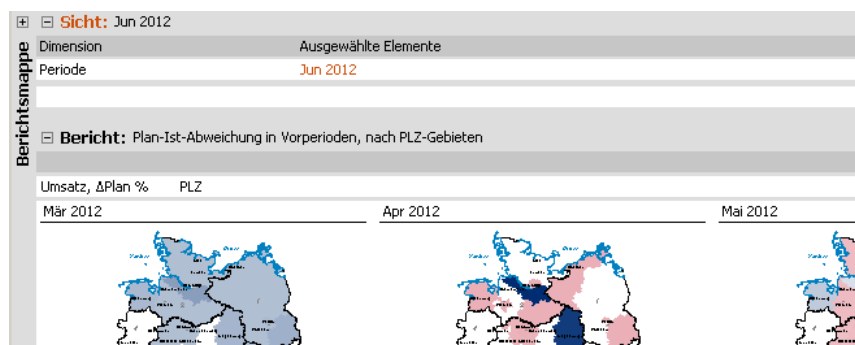 Sicht: Jun 2012
Berichtsmappe
Dimension Ausgewählte Elemente
Periode Jun 2012
Bericht: Plan-Ist-Abweichung in Vorperioden, nach PLZ-Gebieten
Umsatz, ΔPlan % PLZ
Mär 2012 Apr 2012 Mai 2012